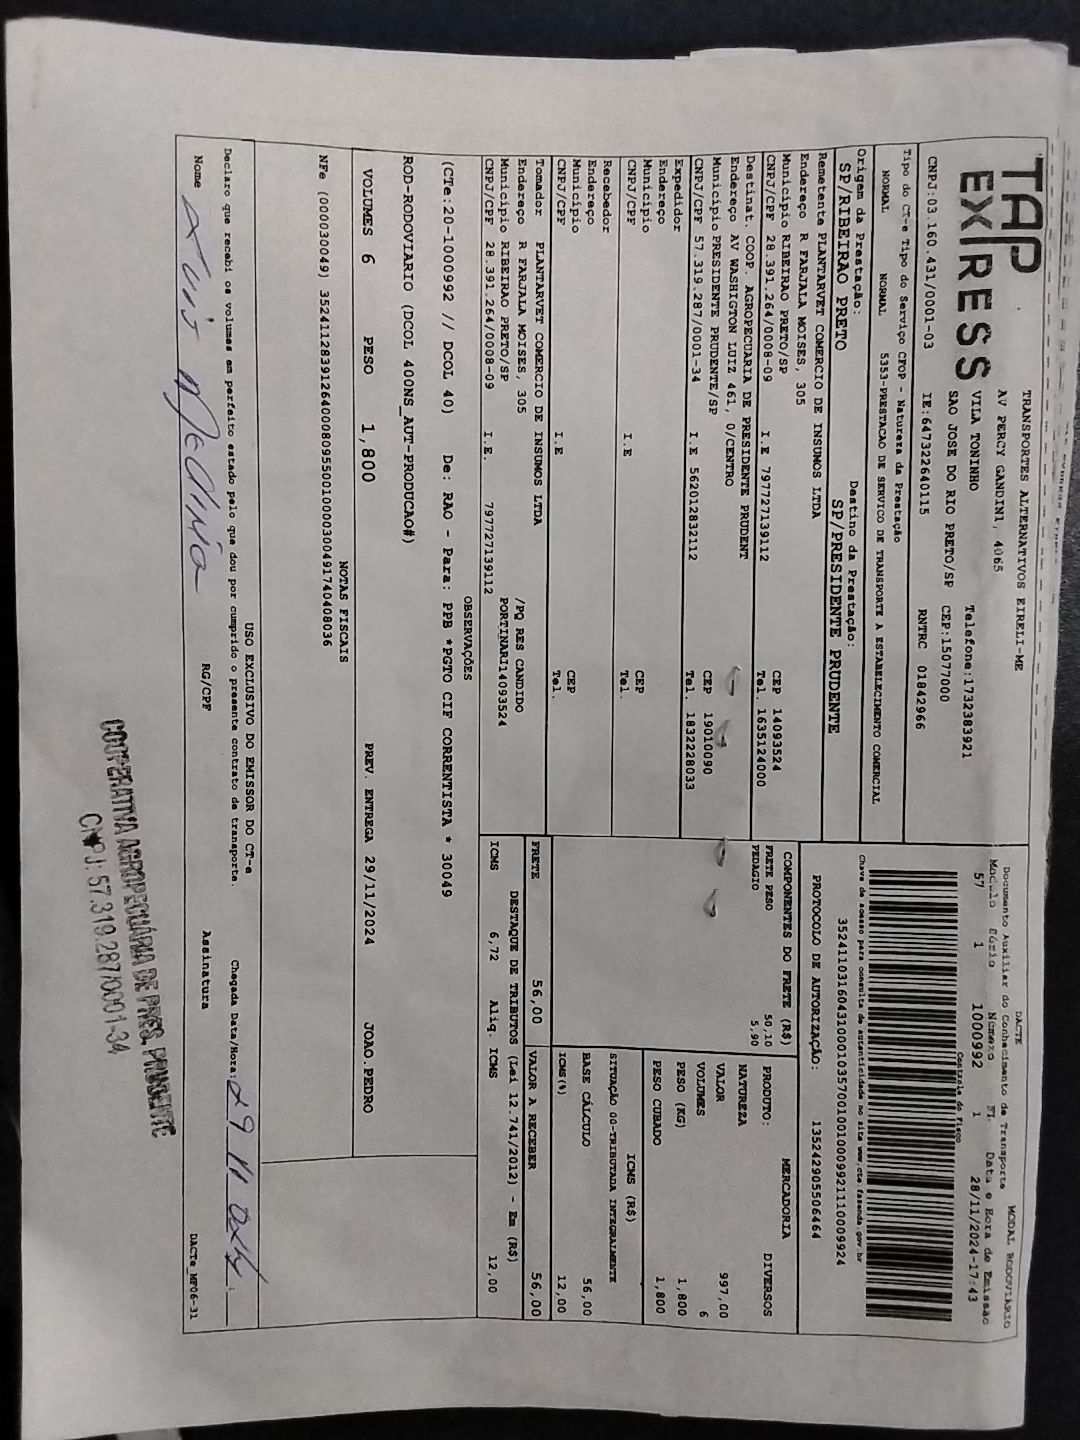 TAP
EXPRESS
TRANSPORTES ALTERNATIVOS EIRELI-ME
AV PERCY GANDINI, 4065
VILA TONINHO
SAO JOSE DO RIO PRETO/SP
Telefone:1732383921
CEP:15077000
CNPJ:03.160.431/0001-03 IE:647322640115 RNTRC 01842966
DACTE MODAL RODOVIARIO
Documento Auxiliar do Conhecimento de Transporte
Modelo Série Número Fl. Data e Hora de Emissão
57 1 1000992 1 28/11/2024-17:43
Controle do Fisco
Chave de acesso para consulta de autenticidade no site www.cte.fazenda.gov.br
35241103160431000103570010010009921110009924
PROTOCOLO DE AUTORIZAÇÃO: 135242905506464
Tipo do CT-e Tipo do Serviço CFOP - Natureza da Prestação
NORMAL NORMAL 5353-PRESTACAO DE SERVICO DE TRANSPORTE A ESTABELECIMENTO COMERCIAL
Origem da Prestação: Destino da Prestação:
SP/RIBEIRAO PRETO SP/PRESIDENTE PRUDENTE
Remetente PLANTARVET COMERCIO DE INSUMOS LTDA
Endereço R FARJALA MOISES, 305
Municipio RIBEIRAO PRETO/SP CEP 14093524
CNPJ/CPF 28.391.264/0008-09 I.E 797727139112 Tel. 1635124000
Destinat. COOP. AGROPECUARIA DE PRESIDENTE PRUDENT
Endereço AV WASHIGTON LUIZ 461, 0/CENTRO
Municipio PRESIDENTE PRUDENTE/SP CEP 19010090
CNPJ/CPF 57.319.287/0001-34 I.E 562012832112 Tel. 1832228033
Expedidor
Endereço
Municipio CEP
CNPJ/CPF I.E Tel.
Recebedor
Endereço
Municipio CEP
CNPJ/CPF I.E Tel.
Tomador PLANTARVET COMERCIO DE INSUMOS LTDA
Endereço R FARJALA MOISES, 305 /PQ RES CANDIDO
Municipio RIBEIRAO PRETO/SP PORTINARI14093524
CNPJ/CPF 28.391.264/0008-09 I.E. 797727139112
COMPONENTES DO FRETE (R$)
FRETE PESO 50,10
PEDAGIO 5,90
MERCADORIA
PRODUTO: DIVERSOS
NATUREZA
VALOR 997,00
VOLUMES 6
PESO (KG) 1,800
PESO CUBADO 1,800
ICMS (R$)
SITUAÇÃO 00-TRIBUTADA INTEGRALMENTE
BASE CÁLCULO 56,00
ICMS(%) 12,00
FRETE 56,00 VALOR A RECEBER 56,00
DESTAQUE DE TRIBUTOS (Lei 12.741/2012) - Em (R$)
ICMS 6,72 Aliq. ICMS 12,00
OBSERVAÇÕES
(CTe:20-1000992 // DCOL 40) De: RAO - Para: PPB *PGTO CIF CORRENTISTA * 30049
ROD-RODOVIARIO (DCOL 400NS_AUT-PRODUCAO#)
VOLUMES 6 PESO 1,800 PREV. ENTREGA 29/11/2024 JOAO.PEDRO
NOTAS FISCAIS
NFe (000030049) 35241128391264000809550010000300491740408036
USO EXCLUSIVO DO EMISSOR DO CT-e
Declaro que recebi os volumes em perfeito estado pelo que dou por cumprido o presente contrato de transporte. Chegada Data/Hora: 29 11 2024
Nome Luis RG/CPF Assinatura DACTe_MF06-31
COOPERATIVA AGROPECUÁRIA DE PRES. PRUDENTE
CNPJ: 57.319.287/0001-34